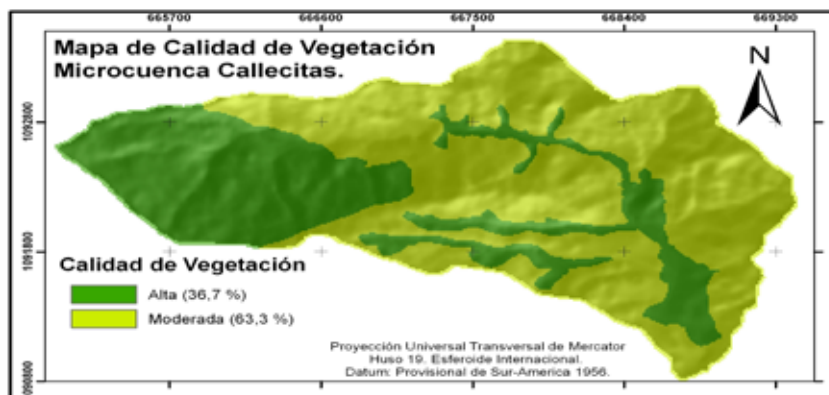 665700 666600 667500 668400 669300
Mapa de Calidad de Vegetación
Microcuenca Callecitas.
N
1092800
1091800
Calidad de Vegetación
Alta (36,7 %)
Moderada (63,3 %)
Proyección Universal Transversal de Mercator
Huso 19. Esferoide Internacional.
Datum: Provisional de Sur-America 1956.
090800